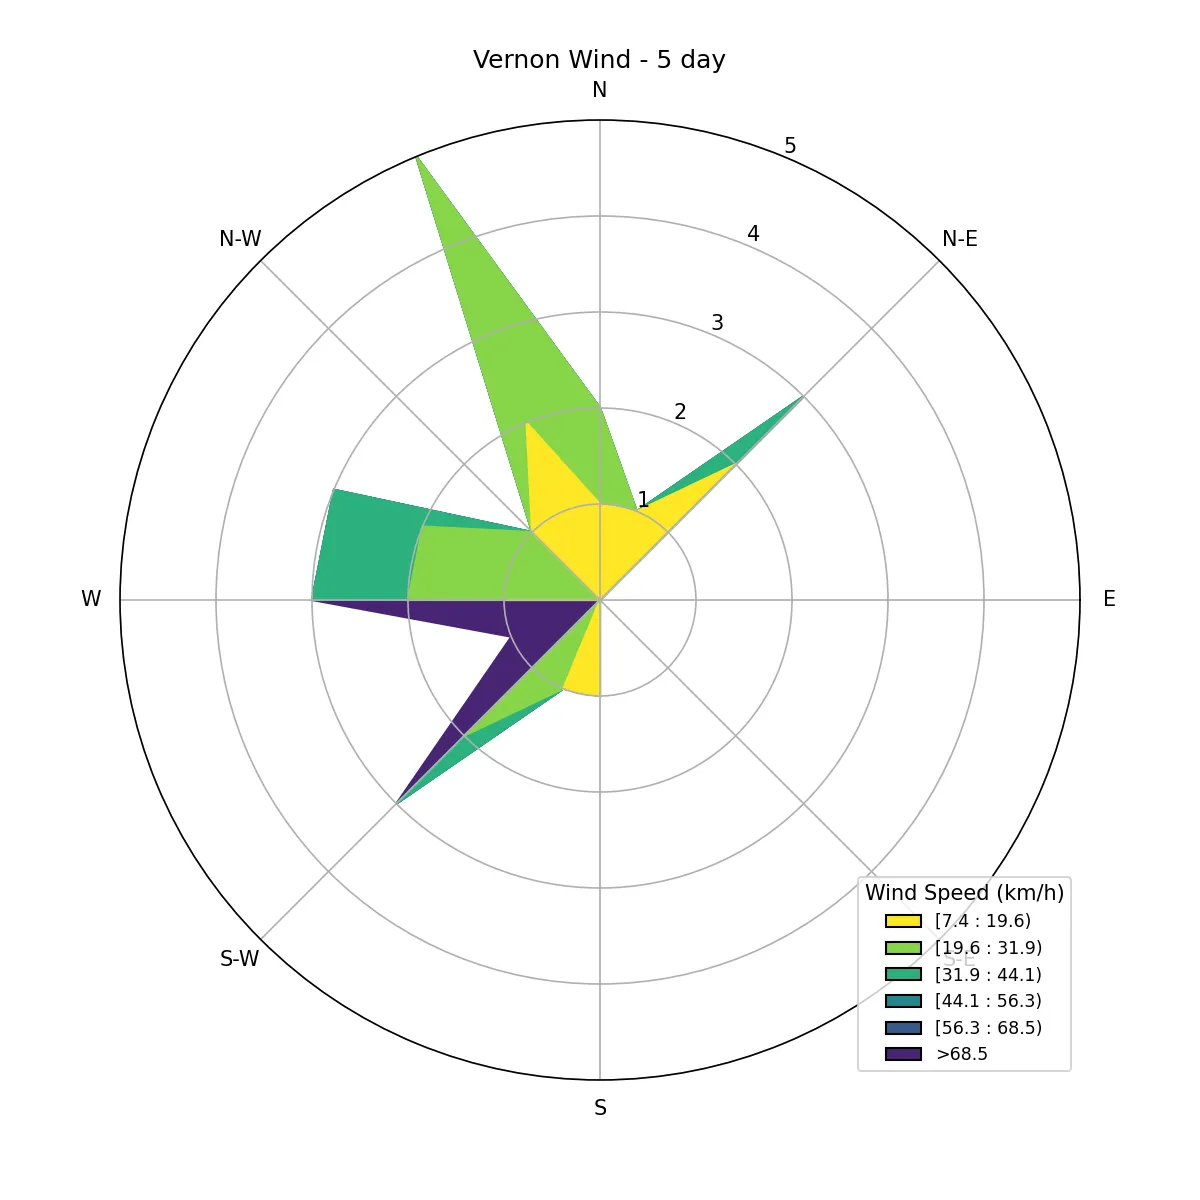 Vernon Wind - 5 day
N
5
N-W
N-E
4
3
2
1
W
E
S-W
S-E
Wind Speed (km/h)
[7.4 : 19.6)
[19.6 : 31.9)
[31.9 : 44.1)
[44.1 : 56.3)
[56.3 : 68.5)
>68.5
S